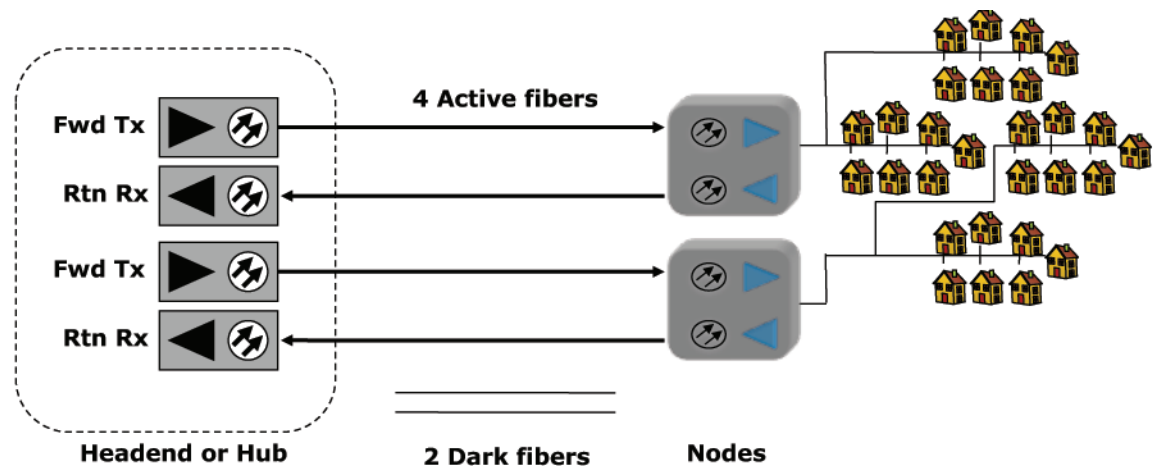 4 Active fibers
Fwd Tx
Rtn Rx
Fwd Tx
Rtn Rx
Headend or Hub
2 Dark fibers
Nodes